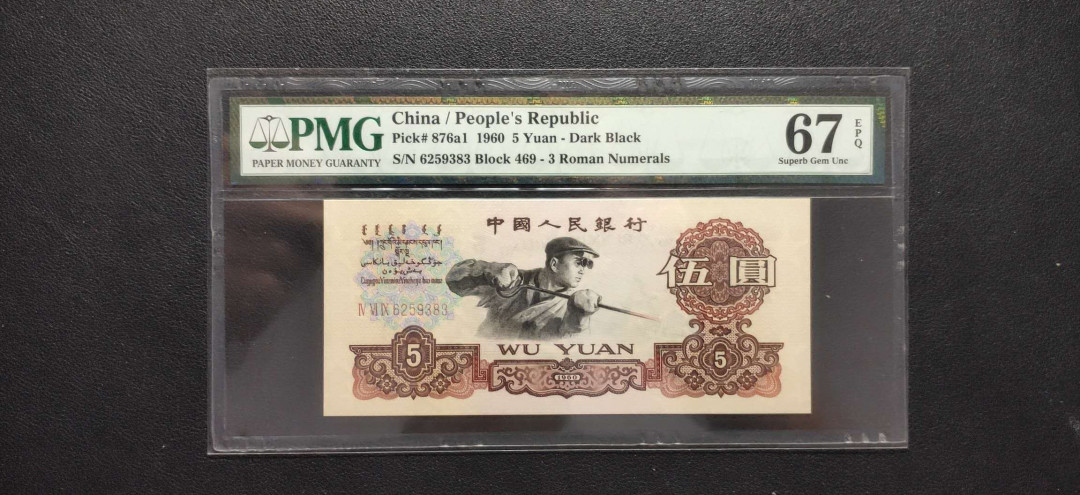 PMG
PAPER MONEY GUARANTY
China / People's Republic
Pick# 876a1 1960 5 Yuan - Dark Black
S/N 6259383 Block 469 - 3 Roman Numerals
67
EPQ
Superb Gem Unc
中國人民銀行
伍圓
IV VI IX 6259383
5
WU YUAN
1960
5